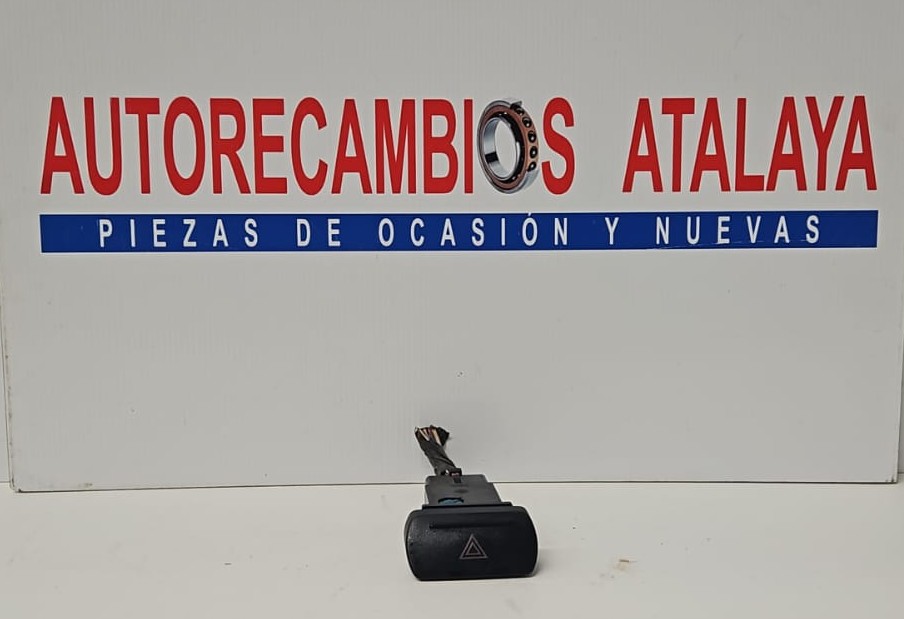 AUTORECAMBIOS ATALAYA
PIEZAS DE OCASIÓN Y NUEVAS